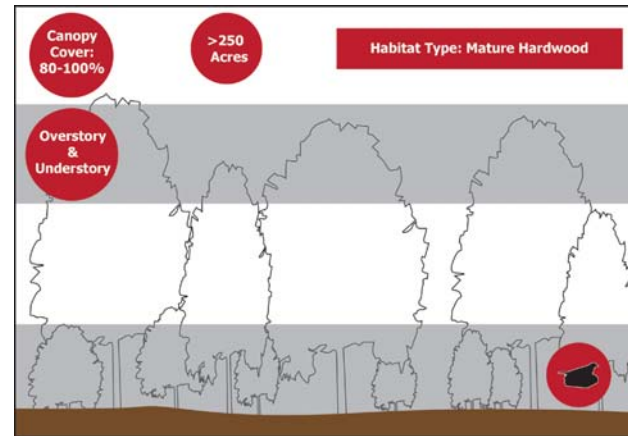 Canopy
Cover:
80-100%
>250
Acres
Habitat Type: Mature Hardwood
Overstory
&
Understory